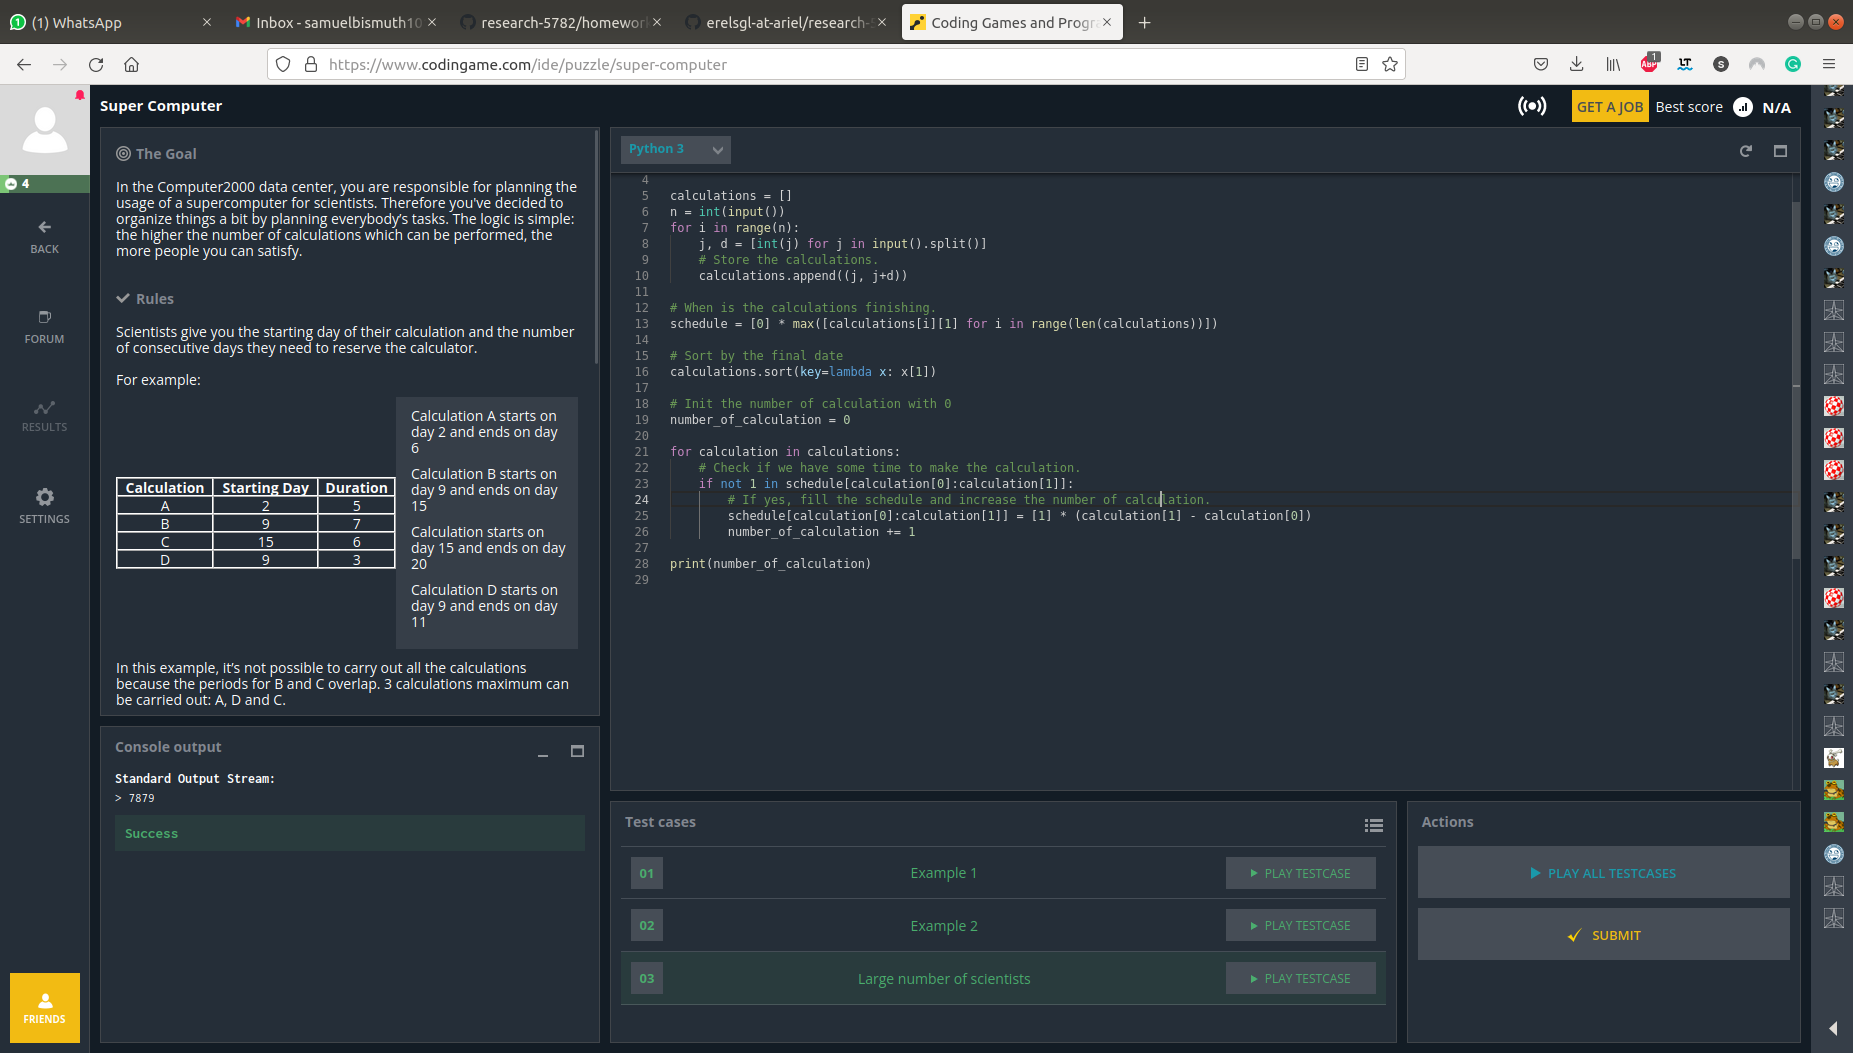 (1) WhatsApp
Inbox - samuelbismuth10
research-5782/homewor
erelsgl-at-ariel/research-5
Coding Games and Progra
https://www.codingame.com/ide/puzzle/super-computer
Super Computer
GET A JOB
Best score
N/A
4
BACK
FORUM
RESULTS
SETTINGS
FRIENDS
The Goal
In the Computer2000 data center, you are responsible for planning the
usage of a supercomputer for scientists. Therefore you've decided to
organize things a bit by planning everybody's tasks. The logic is simple:
the higher the number of calculations which can be performed, the
more people you can satisfy.
Rules
Scientists give you the starting day of their calculation and the number
of consecutive days they need to reserve the calculator.
For example:
Calculation Starting Day Duration
A 2 5
B 9 7
C 15 6
D 9 3
Calculation A starts on
day 2 and ends on day
6
Calculation B starts on
day 9 and ends on day
15
Calculation starts on
day 15 and ends on day
20
Calculation D starts on
day 9 and ends on day
11
In this example, it's not possible to carry out all the calculations
because the periods for B and C overlap. 3 calculations maximum can
be carried out: A, D and C.
Console output
Standard Output Stream:
> 7879
Success
Python 3
4
5 calculations = []
6 n = int(input())
7 for i in range(n):
8 j, d = [int(j) for j in input().split()]
9 # Store the calculations.
10 calculations.append((j, j+d))
11
12 # When is the calculations finishing.
13 schedule = [0] * max([calculations[i][1] for i in range(len(calculations))])
14
15 # Sort by the final date
16 calculations.sort(key=lambda x: x[1])
17
18 # Init the number of calculation with 0
19 number_of_calculation = 0
20
21 for calculation in calculations:
22 # Check if we have some time to make the calculation.
23 if not 1 in schedule[calculation[0]:calculation[1]]:
24 # If yes, fill the schedule and increase the number of calculation.
25 schedule[calculation[0]:calculation[1]] = [1] * (calculation[1] - calculation[0])
26 number_of_calculation += 1
27
28 print(number_of_calculation)
29
Test cases
01 Example 1 PLAY TESTCASE
02 Example 2 PLAY TESTCASE
03 Large number of scientists PLAY TESTCASE
Actions
PLAY ALL TESTCASES
SUBMIT